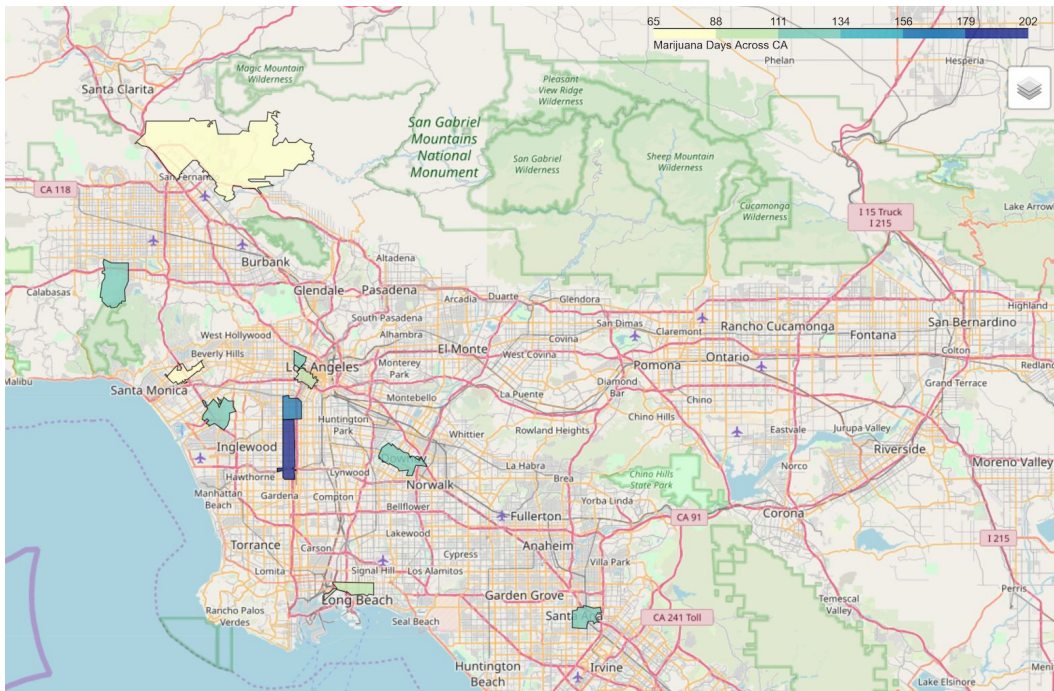 65 88 111 134 156 179 202
Marijuana Days Across CA
Phelan
Hesperia
Magic Mountain
Wilderness
Santa Clarita
Pleasant
View Ridge
Wilderness
San Gabriel
Mountains
National
Monument
San Gabriel
Wilderness
Sheep Mountain
Wilderness
Cucamonga
Wilderness
CA 118
I 15 Truck
I 215
Burbank
Altadena
Calabasas
Glendale
Pasadena
Arcadia
Duarte
Glendora
Highland
South Pasadena
San Dimas
Rancho Cucamonga
San Bernardino
West Hollywood
Alhambra
Claremont
Fontana
Beverly Hills
El Monte
Covina
Colton
Los Angeles
Monterey
Park
West Covina
Pomona
Ontario
Malibu
Santa Monica
Montebello
La Puente
Diamond
Bar
Chino
Grand Terrace
Huntington
Park
Chino Hills
Whittier
Rowland Heights
Eastvale
Jurupa Valley
Inglewood
Riverside
Hawthorne
Lynwood
Norwalk
La Habra
Brea
Chino Hills
State Park
Norco
Moreno Valley
Manhattan
Beach
Gardena
Compton
Bellflower
Yorba Linda
Fullerton
CA 91
Corona
Torrance
Carson
Lakewood
Cypress
Anaheim
I 215
Lomita
Signal Hill
Los Alamitos
Villa Park
Long Beach
Garden Grove
Perris
Rancho Palos
Verdes
Seal Beach
Santa Ana
CA 241 Toll
Temescal
Valley
Huntington
Beach
Irvine
Lake Elsinore